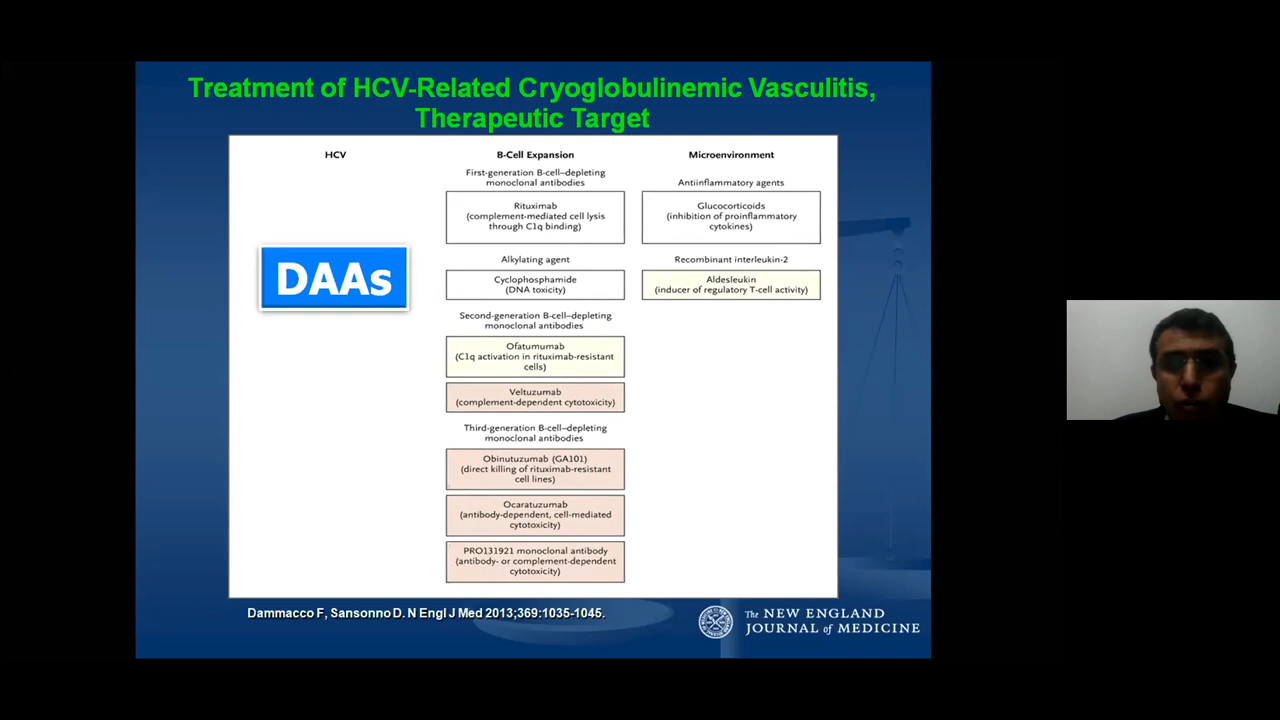 Treatment of HCV-Related Cryoglobulinemic Vasculitis,
Therapeutic Target
HCV
DAAs
B-Cell Expansion
First-generation B-cell–depleting
monoclonal antibodies
Rituximab
(complement-mediated cell lysis
through C1q binding)
Alkylating agent
Cyclophosphamide
(DNA toxicity)
Second-generation B-cell–depleting
monoclonal antibodies
Ofatumumab
(C1q activation in rituximab-resistant
cells)
Veltuzumab
(complement-dependent cytotoxicity)
Third-generation B-cell–depleting
monoclonal antibodies
Obinutuzumab (GA101)
(direct killing of rituximab-resistant
cell lines)
Ocaratuzumab
(antibody-dependent, cell-mediated
cytotoxicity)
PRO131921 monoclonal antibody
(antibody- or complement-dependent
cytotoxicity)
Microenvironment
Antiinflammatory agents
Glucocorticoids
(inhibition of proinflammatory
cytokines)
Recombinant interleukin-2
Aldesleukin
(inducer of regulatory T-cell activity)
Dammacco F, Sansonno D. N Engl J Med 2013;369:1035-1045.
The NEW ENGLAND
JOURNAL of MEDICINE